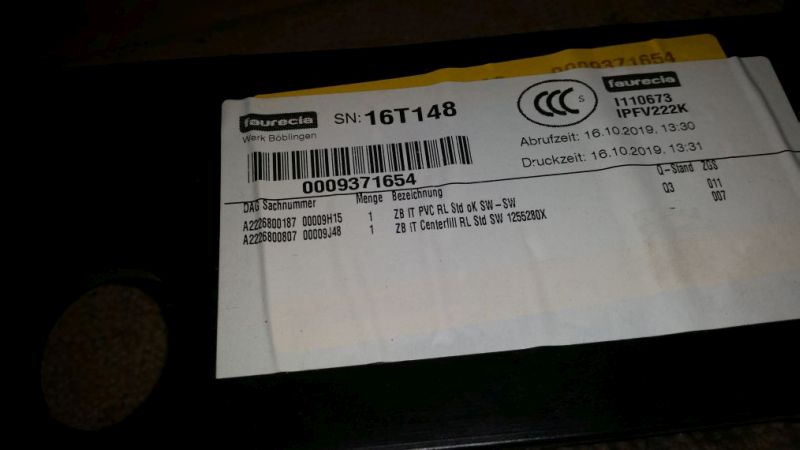 0009371654
faurecia SN: 16T148
Werk Böblingen
CCC S
faurecia
I110673
IPFV222K
Abrufzeit: 16.10.2019, 13:30
Druckzeit: 16.10.2019, 13:31
0009371654
DAG Sachnummer Menge Bezeichnung Q-Stand ZGS
A2226800187 00009H15 1 ZB IT PVC RL Std oK SW-SW Q3 011
A2226800807 00009J48 1 ZB IT Centerfill RL Std SW 1255280X - 007